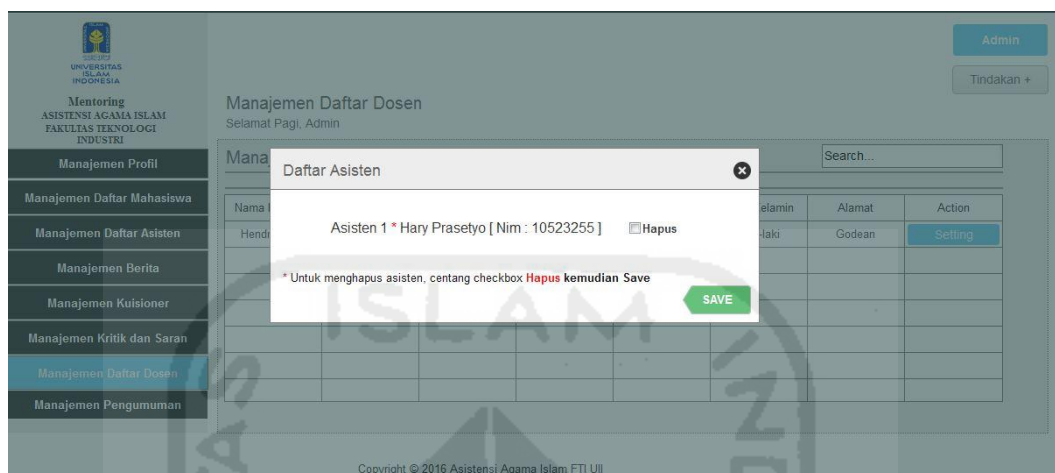 UNIVERSITAS
ISLAM
INDONESIA
Mentoring
ASISTENSI AGAMA ISLAM
FAKULTAS TEKNOLOGI
INDUSTRI
Manajemen Profil
Manajemen Daftar Mahasiswa
Manajemen Daftar Asisten
Manajemen Berita
Manajemen Kuisioner
Manajemen Kritik dan Saran
Manajemen Daftar Dosen
Manajemen Pengumuman
Admin
Tindakan +
Manajemen Daftar Dosen
Selamat Pagi, Admin
Search...
Daftar Asisten
Asisten 1 * Hary Prasetyo [ Nim : 10523255 ] Hapus
* Untuk menghapus asisten, centang checkbox Hapus kemudian Save
SAVE
Nama Alamat Action
Godean Setting
ISLAM
Copyright © 2016 Asistensi Agama Islam FTI UII